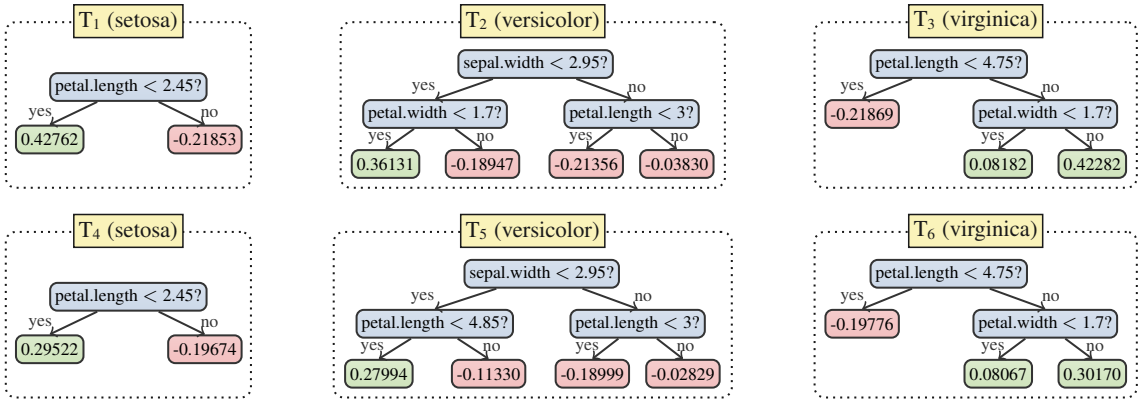 T₁ (setosa)
petal.length < 2.45?
yes
no
0.42762
-0.21853
T₂ (versicolor)
sepal.width < 2.95?
yes
no
petal.width < 1.7?
petal.length < 3?
yes
no
yes
no
0.36131
-0.18947
-0.21356
-0.03830
T₃ (virginica)
petal.length < 4.75?
yes
no
-0.21869
petal.width < 1.7?
yes
no
0.08182
0.42282
T₄ (setosa)
petal.length < 2.45?
yes
no
0.29522
-0.19674
T₅ (versicolor)
sepal.width < 2.95?
yes
no
petal.length < 4.85?
petal.length < 3?
yes
no
yes
no
0.27994
-0.11330
-0.18999
-0.02829
T₆ (virginica)
petal.length < 4.75?
yes
no
-0.19776
petal.width < 1.7?
yes
no
0.08067
0.30170